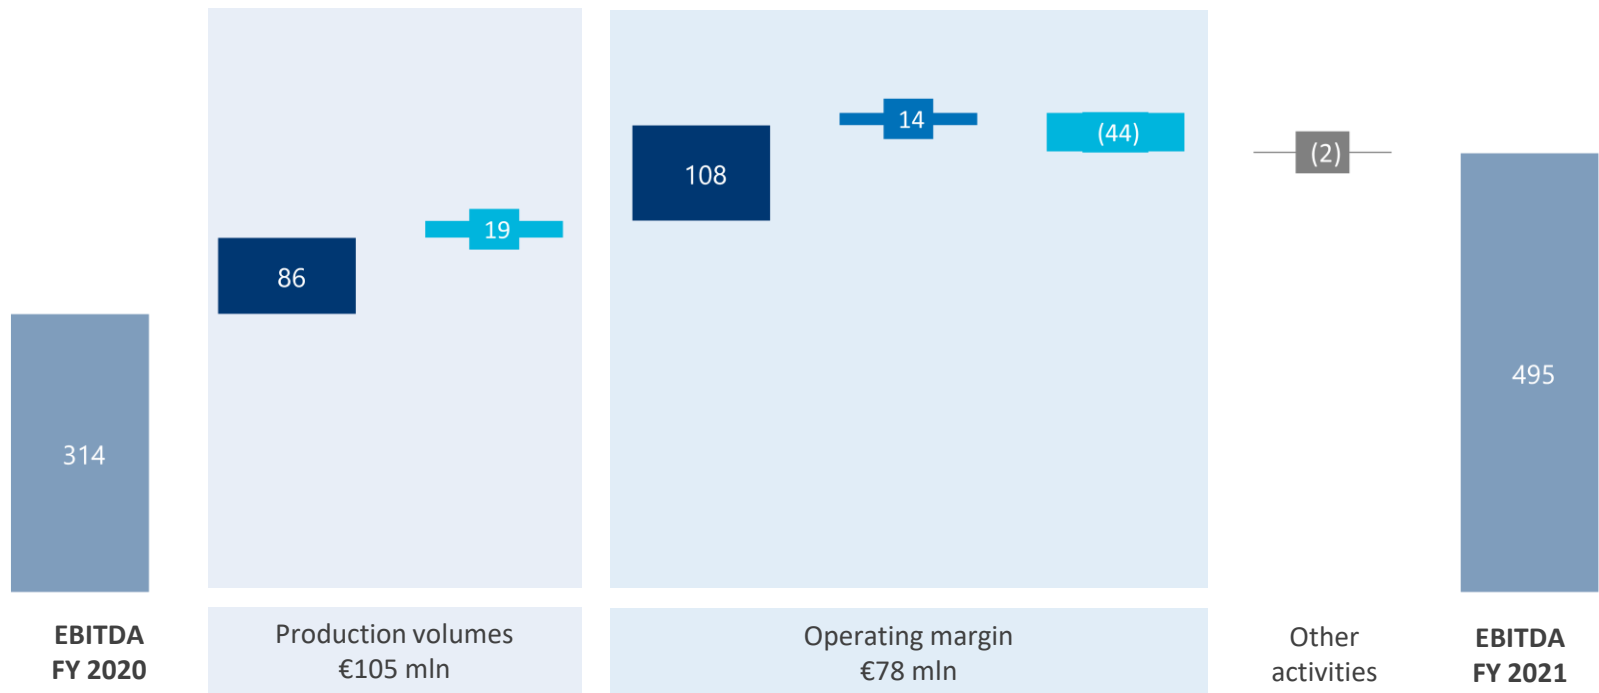 14
(44)
(2)
108
19
86
495
314
EBITDA
FY 2020
Production volumes
€105 mln
Operating margin
€78 mln
Other
activities
EBITDA
FY 2021